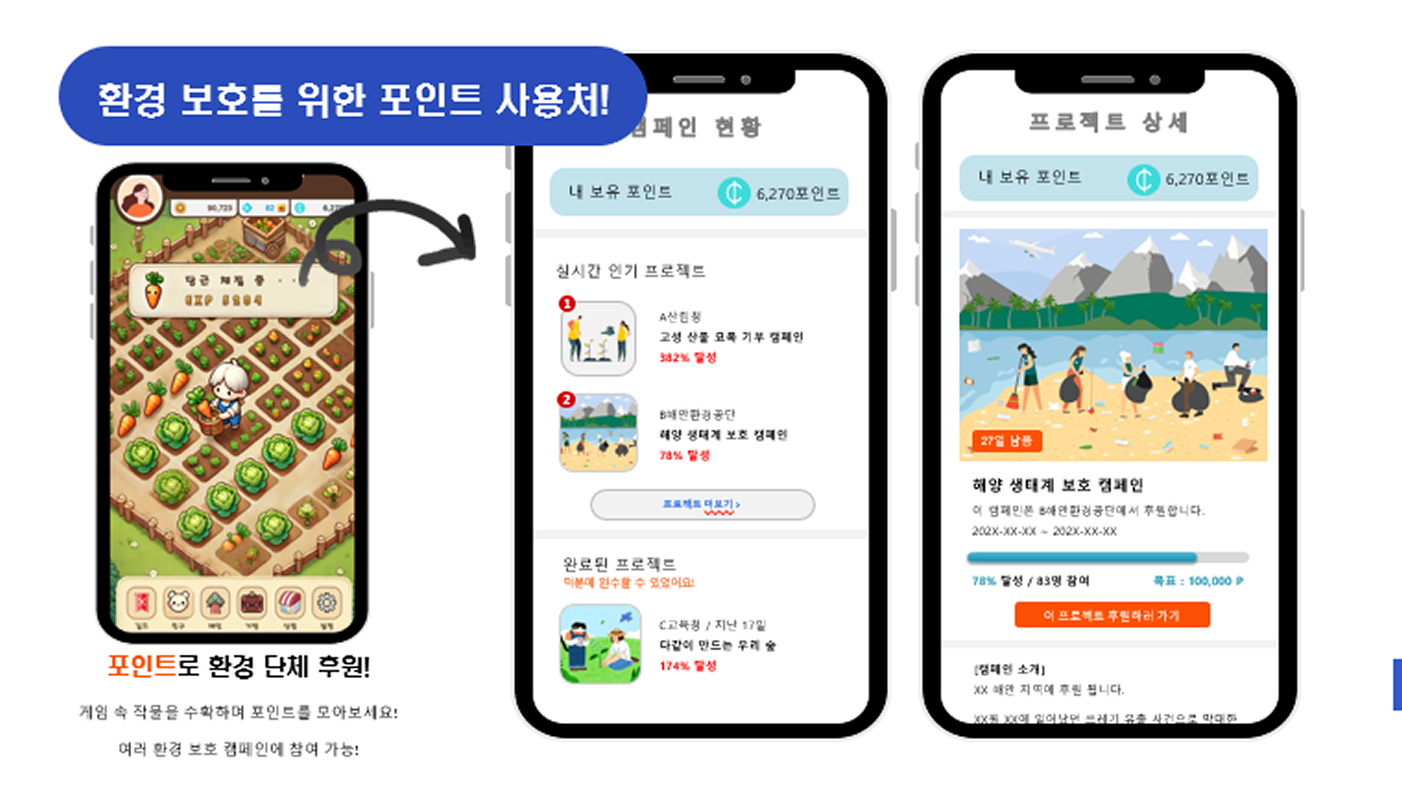 환경 보호를 위한 포인트 사용처!
90,723
82
당근 채집 중 ···
EXP 5204
포인트로 환경 단체 후원!
게임 속 작물을 수확하며 포인트를 모아보세요!
여러 환경 보호 캠페인에 참여 가능!
캠페인 현황
내 보유 포인트
6,270포인트
실시간 인기 프로젝트
1
A산림청
고성 산불 묘목 기부 캠페인
382% 달성
2
B해안환경공단
해양 생태계 보호 캠페인
78% 달성
프로젝트 더보기 >
완료된 프로젝트
덕분에 완수할 수 있었어요!
C교육청 / 지난 17일
다같이 만드는 우리 숲
174% 달성
프로젝트 상세
내 보유 포인트
6,270포인트
27일 남음
해양 생태계 보호 캠페인
이 캠페인은 B해안환경공단에서 후원합니다.
202X-XX-XX ~ 202X-XX-XX
78% 달성 / 83명 참여
목표 : 100,000 P
이 프로젝트 후원하러 가기
[캠페인 소개]
XX 해안 지역에 후원 됩니다.
XX월 XX에 일어났던 쓰레기 유출 사건으로 막대한